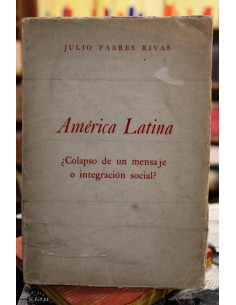 JULIO FABRES RIVAS
América Latina
¿Colapso de un mensaje
o integración social?